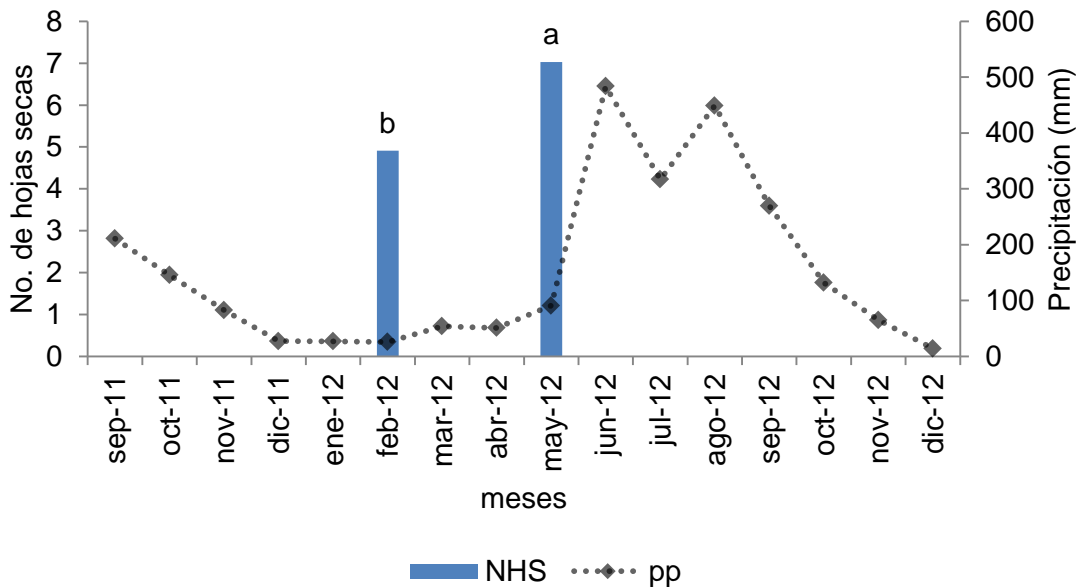 8
7
6
5
4
3
2
1
0
No. de hojas secas
b
a
600
500
400
300
200
100
0
Precipitación (mm)
sep-11
oct-11
nov-11
dic-11
ene-12
feb-12
mar-12
abr-12
may-12
jun-12
jul-12
ago-12
sep-12
oct-12
nov-12
dic-12
meses
NHS
pp